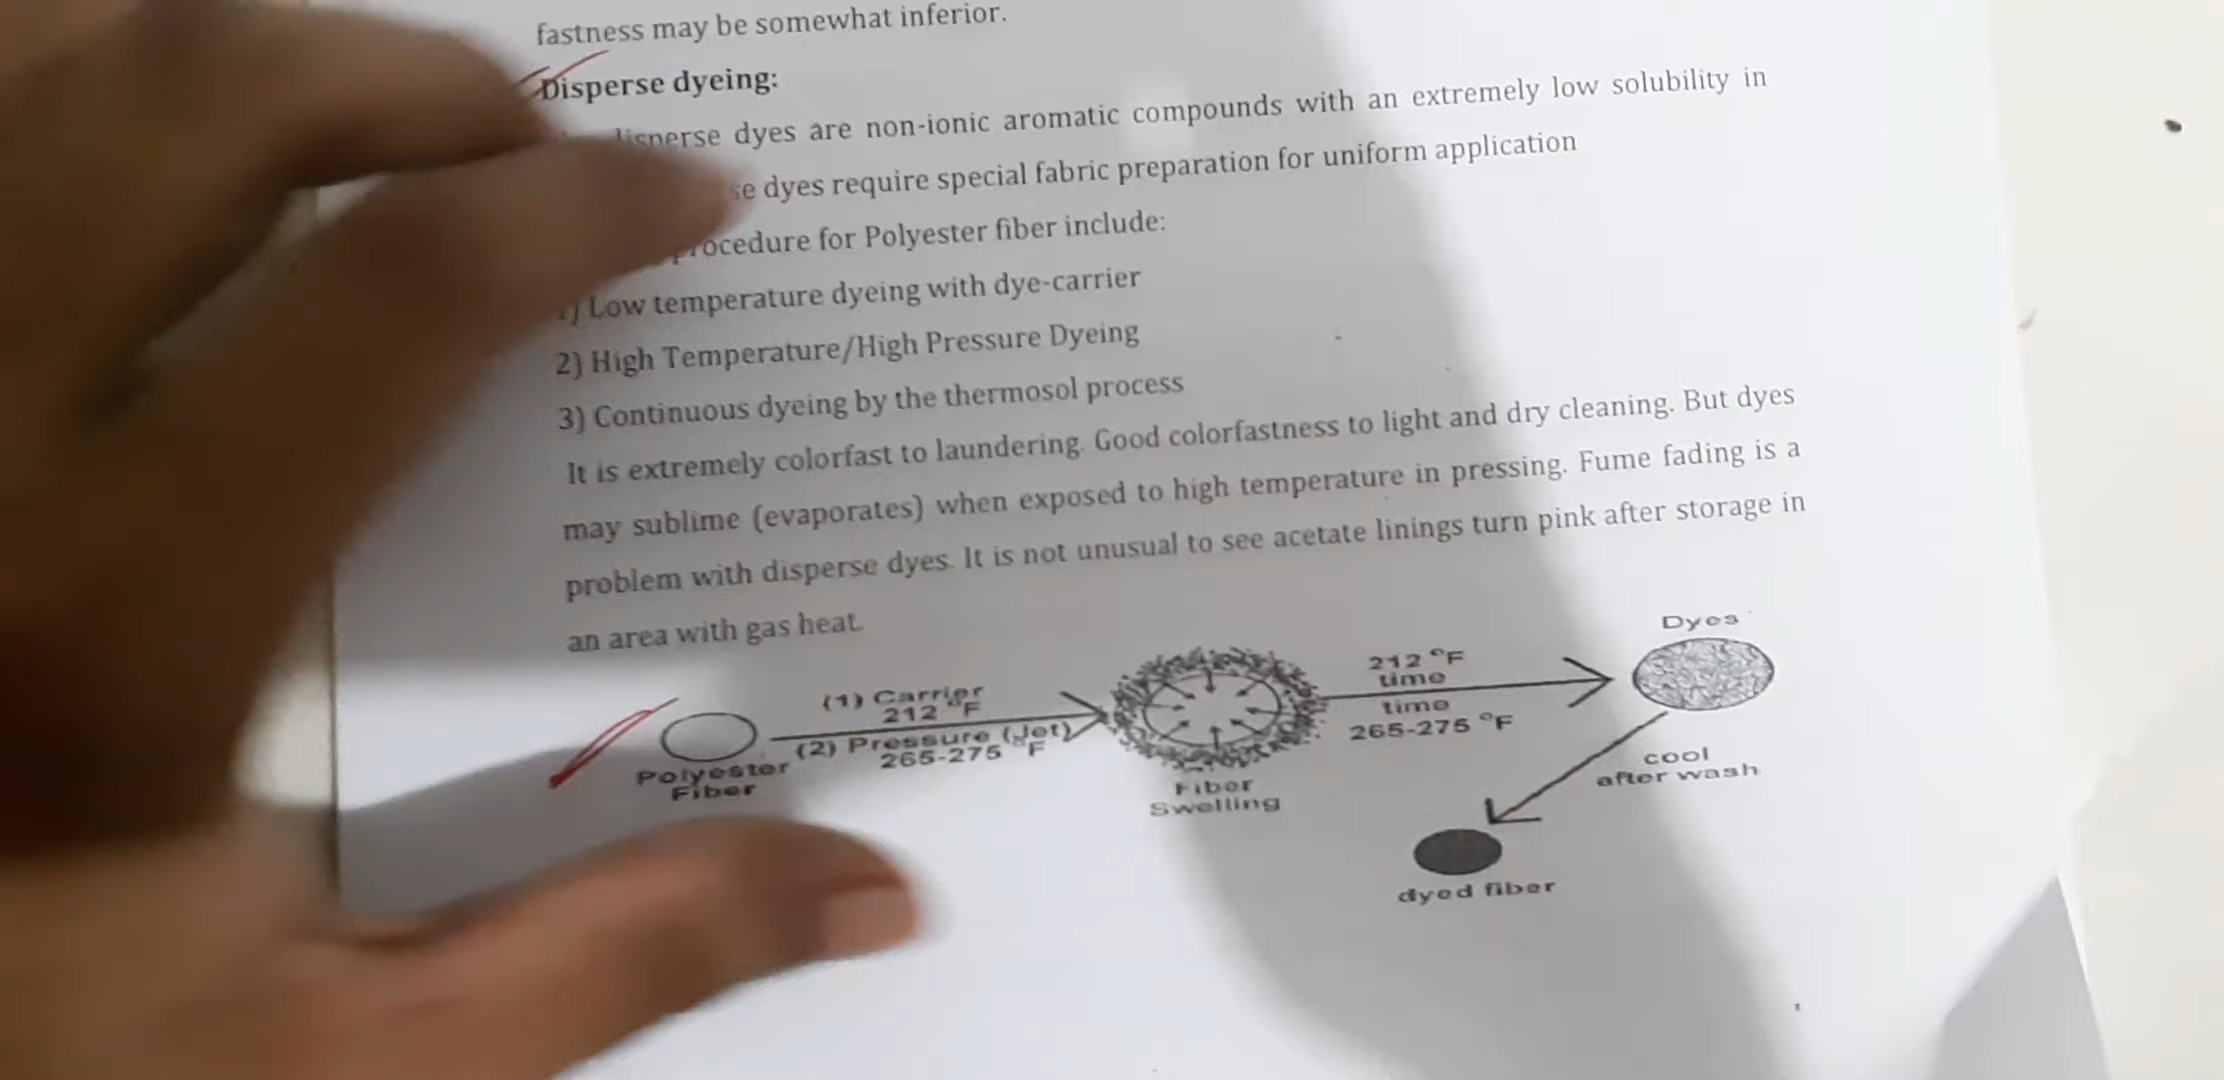 fastness may be somewhat inferior.
Disperse dyeing:
disperse dyes are non-ionic aromatic compounds with an extremely low solubility in
dyes require special fabric preparation for uniform application
procedure for Polyester fiber include:
1) Low temperature dyeing with dye-carrier
2) High Temperature/High Pressure Dyeing
3) Continuous dyeing by the thermosol process
It is extremely colorfast to laundering. Good colorfastness to light and dry cleaning. But dyes
may sublime (evaporates) when exposed to high temperature in pressing. Fume fading is a
problem with disperse dyes. It is not unusual to see acetate linings turn pink after storage in
an area with gas heat.
Polyester
Fiber
(1) Carrier
212 °F
(2) Pressure (Jet)
265-275 °F
Fiber
Swelling
212 °F
time
time
265-275 °F
Dyes
cool
after wash
dyed fiber